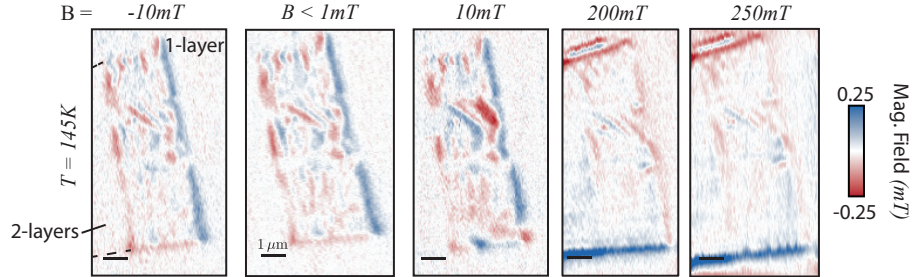 B = -10mT B < 1mT 10mT 200mT 250mT
1-layer
T = 145K
2-layers
1 μm
0.25
-0.25
Mag. Field (mT)